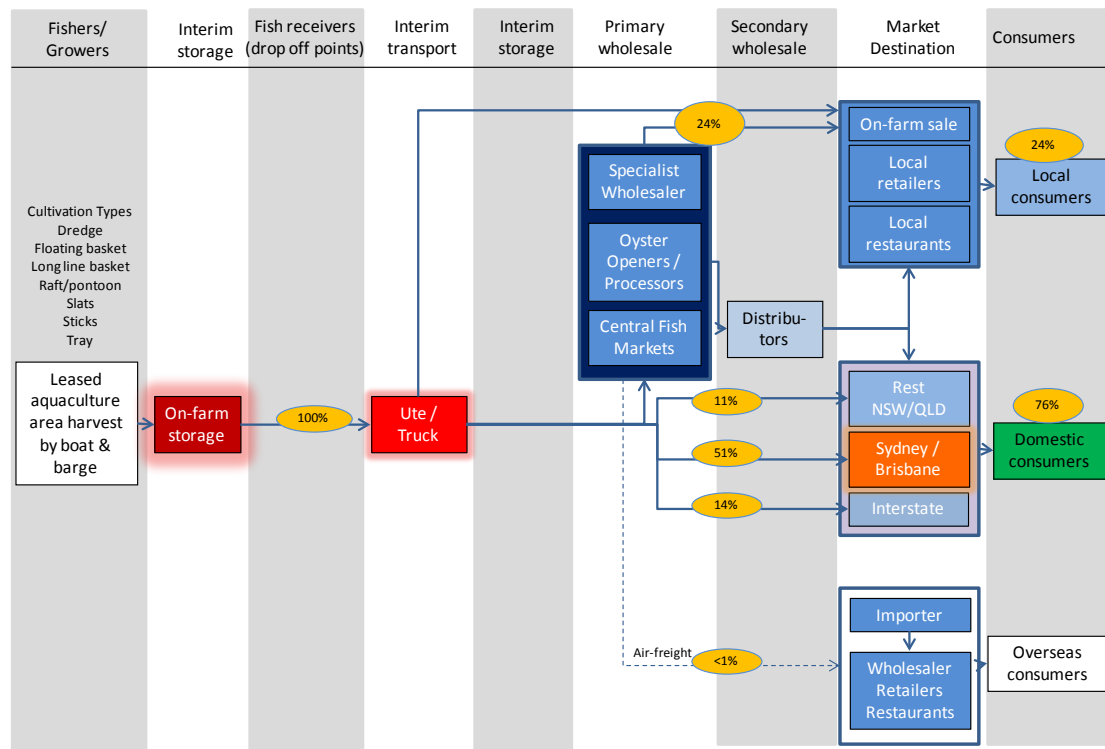 Fishers/
Growers
Interim
storage
Fish receivers
(drop off points)
Interim
transport
Interim
storage
Primary
wholesale
Secondary
wholesale
Market
Destination
Consumers
24%
On-farm sale
Local
retailers
Local
restaurants
24%
Local
consumers
Specialist
Wholesaler
Oyster
Openers /
Processors
Central Fish
Markets
Distribu-
tors
Cultivation Types
Dredge
Floating basket
Long line basket
Raft/pontoon
Slats
Sticks
Tray
Leased
aquaculture
area harvest
by boat &
barge
On-farm
storage
100%
Ute /
Truck
11%
51%
14%
Rest
NSW/QLD
Sydney /
Brisbane
Interstate
76%
Domestic
consumers
Air-freight
<1%
Importer
Wholesaler
Retailers
Restaurants
Overseas
consumers